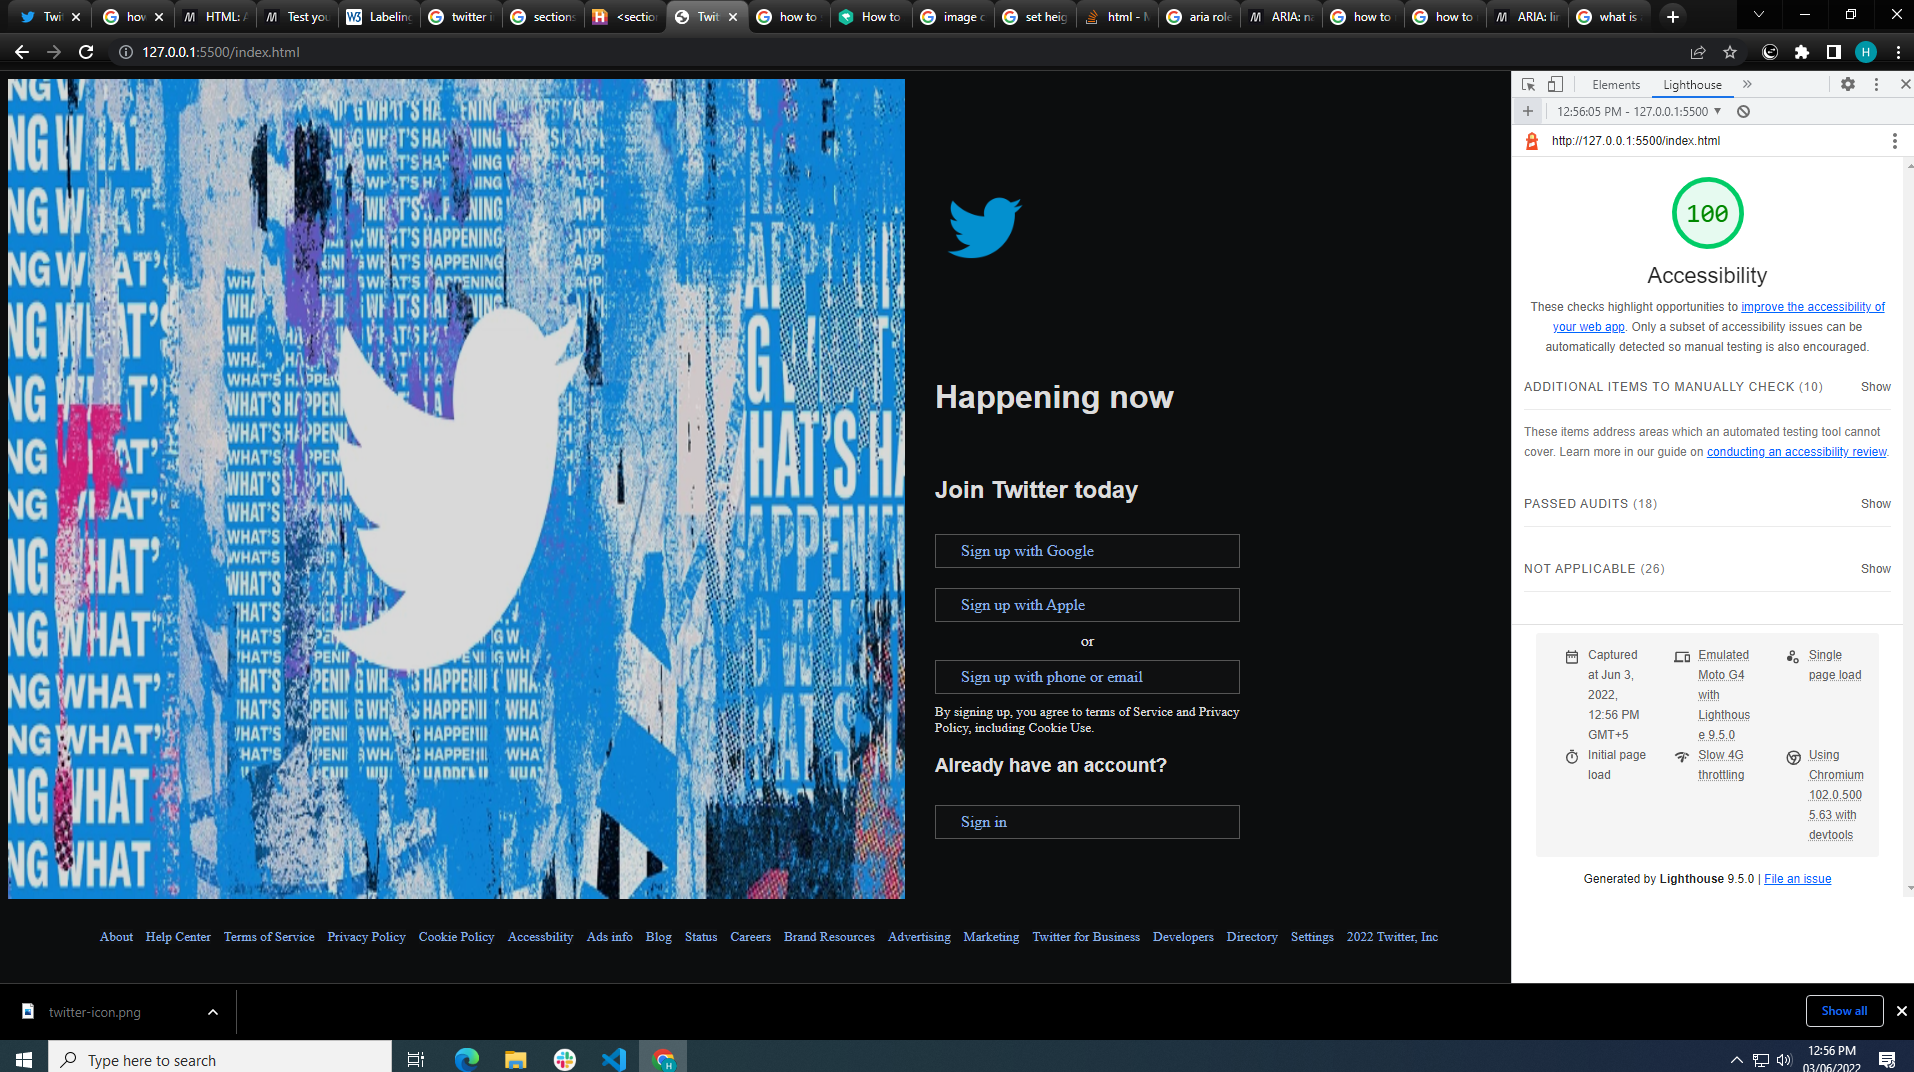 Twit
how
HTML: A
Test you
Labeling
twitter i
sections
<section
Twit
how to
How to
image c
set heig
html - M
aria role
ARIA: na
how to
how to
ARIA: lin
what is
127.0.0.1:5500/index.html
H
Elements
Lighthouse
12:56:05 PM - 127.0.0.1:5500
http://127.0.0.1:5500/index.html
100
Accessibility
These checks highlight opportunities to improve the accessibility of
your web app. Only a subset of accessibility issues can be
automatically detected so manual testing is also encouraged.
ADDITIONAL ITEMS TO MANUALLY CHECK (10)
Show
These items address areas which an automated testing tool cannot
cover. Learn more in our guide on conducting an accessibility review.
PASSED AUDITS (18)
Show
NOT APPLICABLE (26)
Show
Captured
at Jun 3,
2022,
12:56 PM
GMT+5
Emulated
Moto G4
with
Lighthous
e 9.5.0
Single
page load
Initial page
load
Slow 4G
throttling
Using
Chromium
102.0.500
5.63 with
devtools
Generated by Lighthouse 9.5.0 | File an issue
WHAT'S HAPPENING
Happening now
Join Twitter today
Sign up with Google
Sign up with Apple
or
Sign up with phone or email
By signing up, you agree to terms of Service and Privacy
Policy, including Cookie Use.
Already have an account?
Sign in
About Help Center Terms of Service Privacy Policy Cookie Policy Accessbility Ads info Blog Status Careers Brand Resources Advertising Marketing Twitter for Business Developers Directory Settings 2022 Twitter, Inc
twitter-icon.png
Show all
Type here to search
12:56 PM
03/06/2022